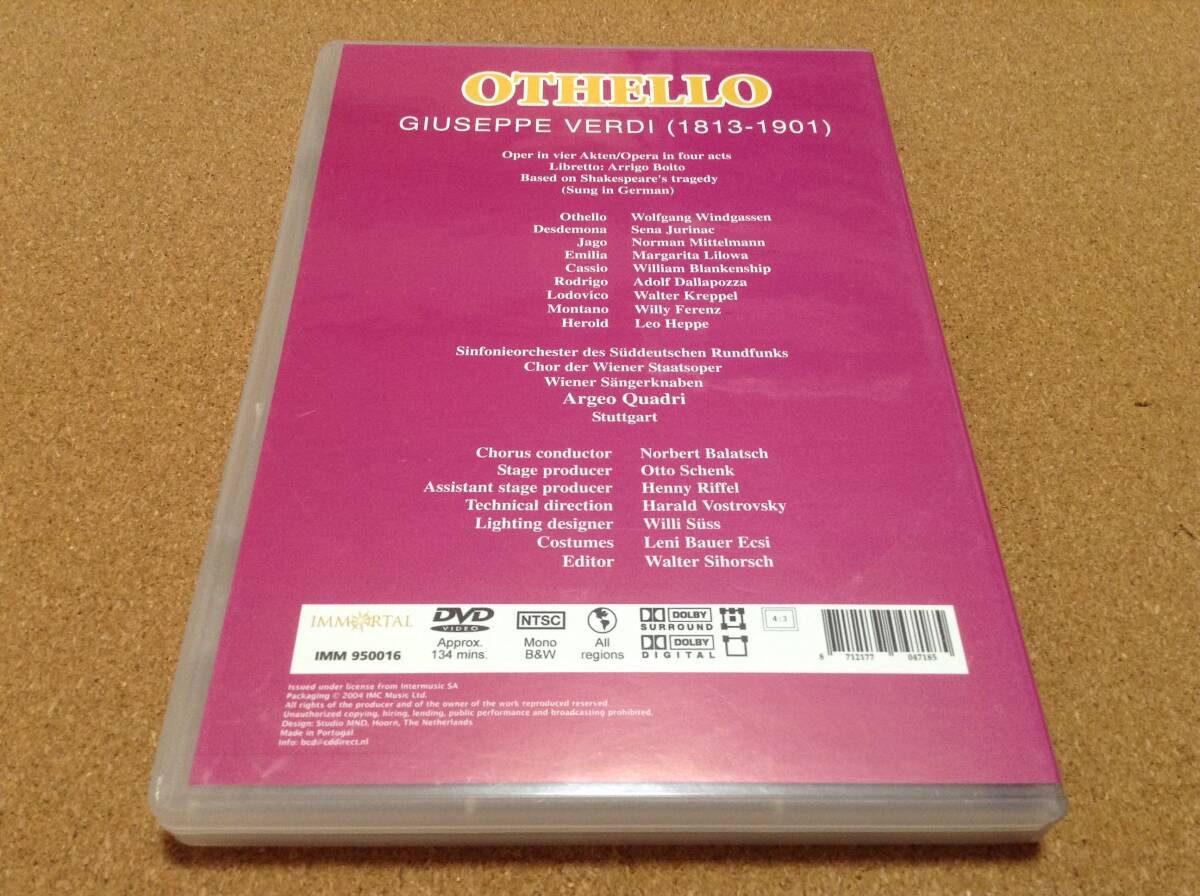 OTHELLO
GIUSEPPE VERDI (1813-1901)
Oper in vier Akten/Opera in four acts
Libretto: Arrigo Boito
Based on Shakespeare's tragedy
(Sung in German)
Othello Wolfgang Windgassen
Desdemona Sena Jurinac
Jago Norman Mittelmann
Emilia Margarita Lilowa
Cassio William Blankenship
Rodrigo Adolf Dallapozza
Lodovico Walter Kreppel
Montano Willy Ferenz
Herold Leo Heppe
Sinfonieorchester des Süddeutschen Rundfunks
Chor der Wiener Staatsoper
Wiener Sängerknaben
Argeo Quadri
Stuttgart
Chorus conductor Norbert Balatsch
Stage producer Otto Schenk
Assistant stage producer Henny Riffel
Technical direction Harald Vostrovsky
Lighting designer Willi Süss
Costumes Leni Bauer Ecsi
Editor Walter Sihorsch
IMMORTAL
IMM 950016
DVD
VIDEO
Approx.
134 mins.
NTSC
Mono
B&W
All
regions
DOLBY
SURROUND
DOLBY
DIGITAL
4:3
8 712177 047185
Issued under license from Intermusic SA
Packaging © 2004 IMC Music Ltd.
All rights of the producer and of the owner of the work reproduced reserved.
Unauthorized copying, hiring, lending, public performance and broadcasting prohibited.
Design: Studio MND, Hoorn, The Netherlands
Made in Portugal
Info: bcd@cddirect.nl